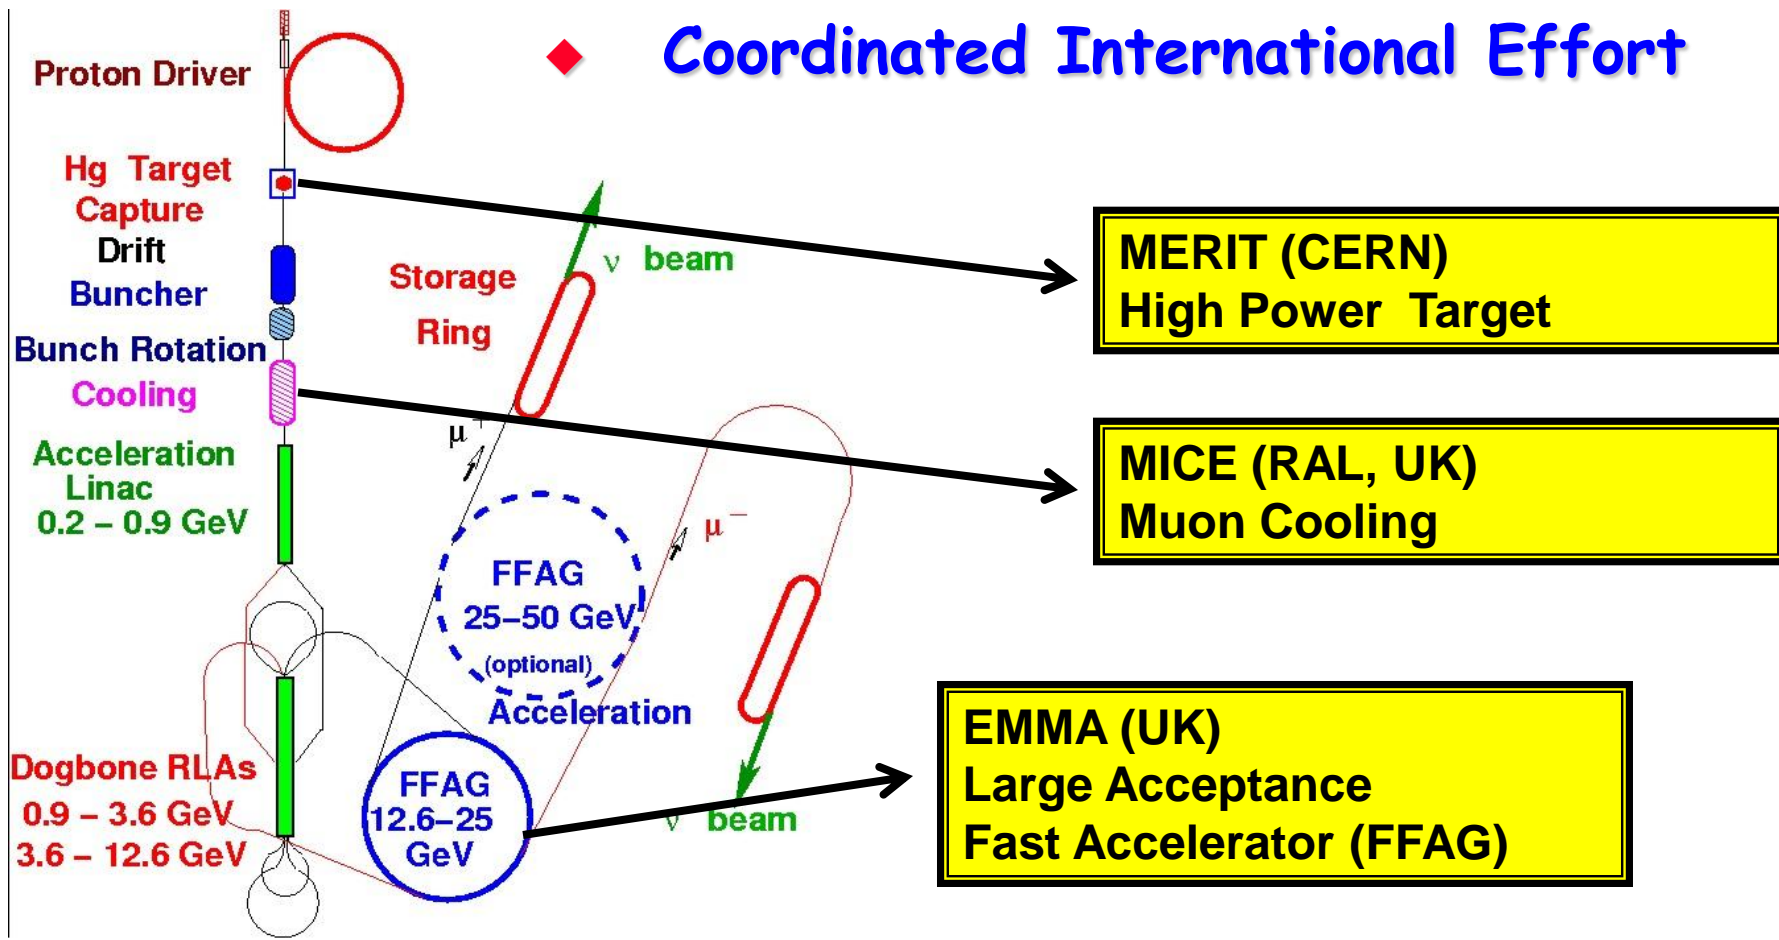 Coordinated International Effort
Proton Driver
Hg Target
Capture
Drift
Buncher
Bunch Rotation
Cooling
Acceleration
Linac
0.2 – 0.9 GeV
Dogbone RLAs
0.9 – 3.6 GeV
3.6 – 12.6 GeV
Storage
Ring
ν beam
μ+
μ−
FFAG
25–50 GeV
(optional)
Acceleration
FFAG
12.6–25
GeV
ν beam
MERIT (CERN)
High Power Target
MICE (RAL, UK)
Muon Cooling
EMMA (UK)
Large Acceptance
Fast Accelerator (FFAG)